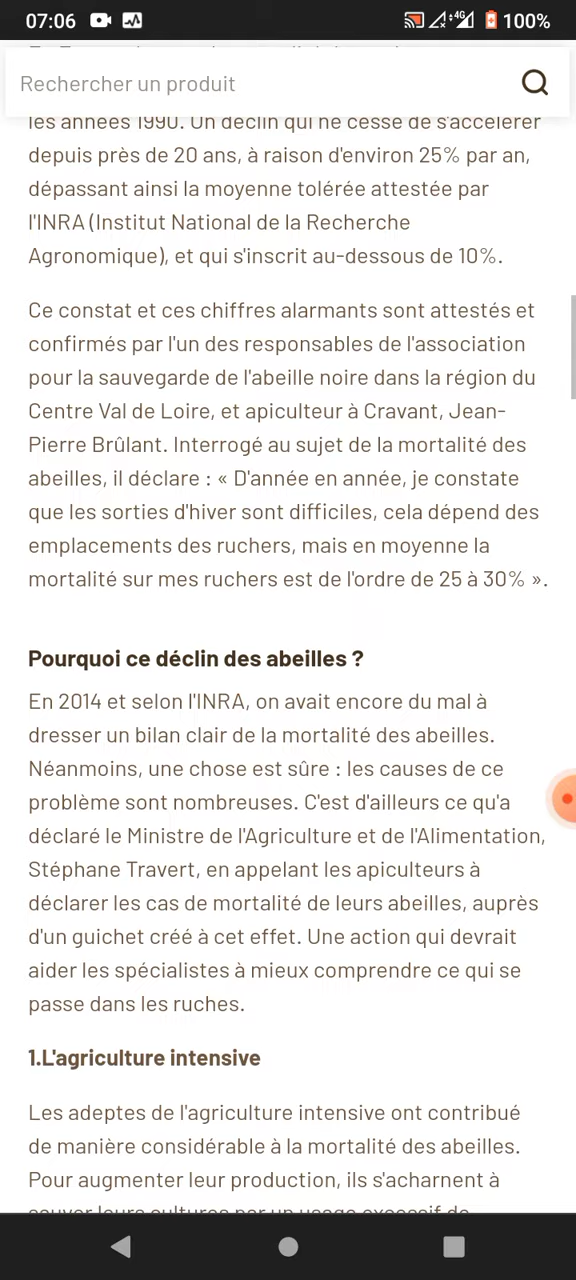 07:06
4G
100%
Rechercher un produit
les années 1990. Un déclin qui ne cesse de s'accélérer
depuis près de 20 ans, à raison d'environ 25% par an,
dépassant ainsi la moyenne tolérée attestée par
l'INRA (Institut National de la Recherche
Agronomique), et qui s'inscrit au-dessous de 10%.
Ce constat et ces chiffres alarmants sont attestés et
confirmés par l'un des responsables de l'association
pour la sauvegarde de l'abeille noire dans la région du
Centre Val de Loire, et apiculteur à Cravant, Jean-
Pierre Brûlant. Interrogé au sujet de la mortalité des
abeilles, il déclare : « D'année en année, je constate
que les sorties d'hiver sont difficiles, cela dépend des
emplacements des ruchers, mais en moyenne la
mortalité sur mes ruchers est de l'ordre de 25 à 30% ».
Pourquoi ce déclin des abeilles ?
En 2014 et selon l'INRA, on avait encore du mal à
dresser un bilan clair de la mortalité des abeilles.
Néanmoins, une chose est sûre : les causes de ce
problème sont nombreuses. C'est d'ailleurs ce qu'a
déclaré le Ministre de l'Agriculture et de l'Alimentation,
Stéphane Travert, en appelant les apiculteurs à
déclarer les cas de mortalité de leurs abeilles, auprès
d'un guichet créé à cet effet. Une action qui devrait
aider les spécialistes à mieux comprendre ce qui se
passe dans les ruches.
1.L'agriculture intensive
Les adeptes de l'agriculture intensive ont contribué
de manière considérable à la mortalité des abeilles.
Pour augmenter leur production, ils s'acharnent à
sauver leurs cultures par un usage excessif de